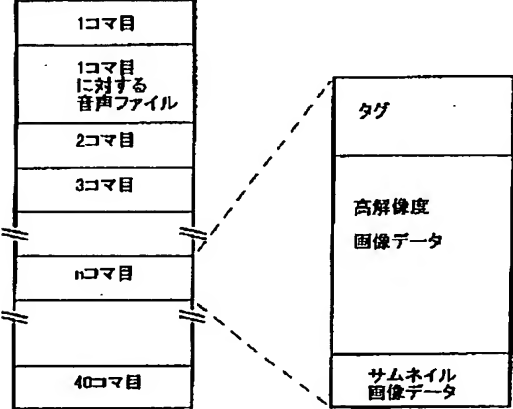 1コマ目
1コマ目
に対する
音声ファイル
2コマ目
3コマ目
nコマ目
40コマ目
タグ
高解像度
画像データ
サムネイル
画像データ